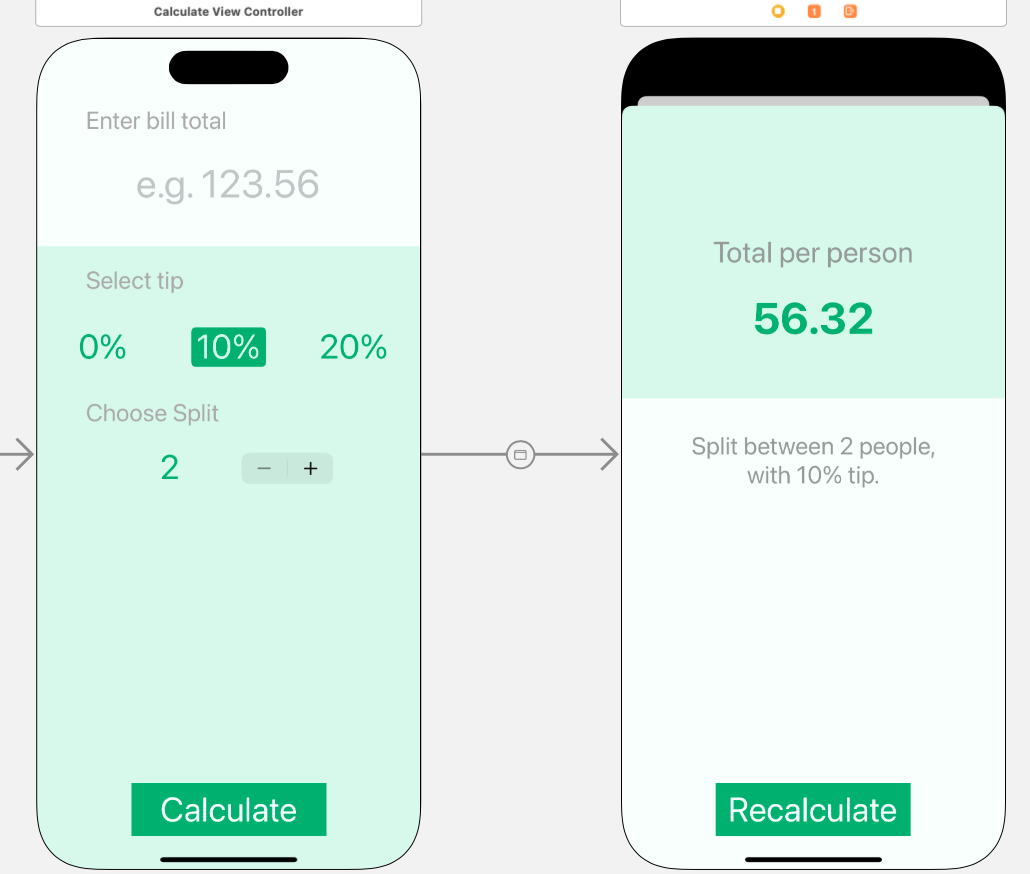 Calculate View Controller
Enter bill total
e.g. 123.56
Select tip
0% 10% 20%
Choose Split
2 − +
Calculate
1
Total per person
56.32
Split between 2 people,
with 10% tip.
Recalculate